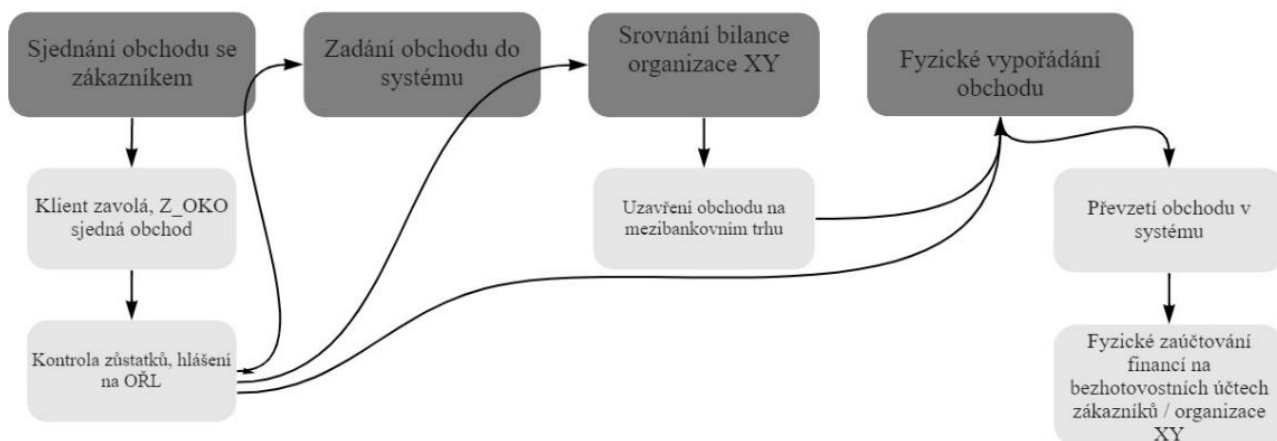 Sjednání obchodu se
zákazníkem
Zadání obchodu do
systému
Srovnání bilance
organizace XY
Fyzické vypořádání
obchodu
Klient zavolá, Z_OKO
sjedná obchod
Uzavření obchodu na
mezibankovním trhu
Převzetí obchodu v
systému
Kontrola zůstatků, hlášení
na OŘL
Fyzické zaúčtování
financí na
bezhotovostních účtech
zákazníků / organizace
XY